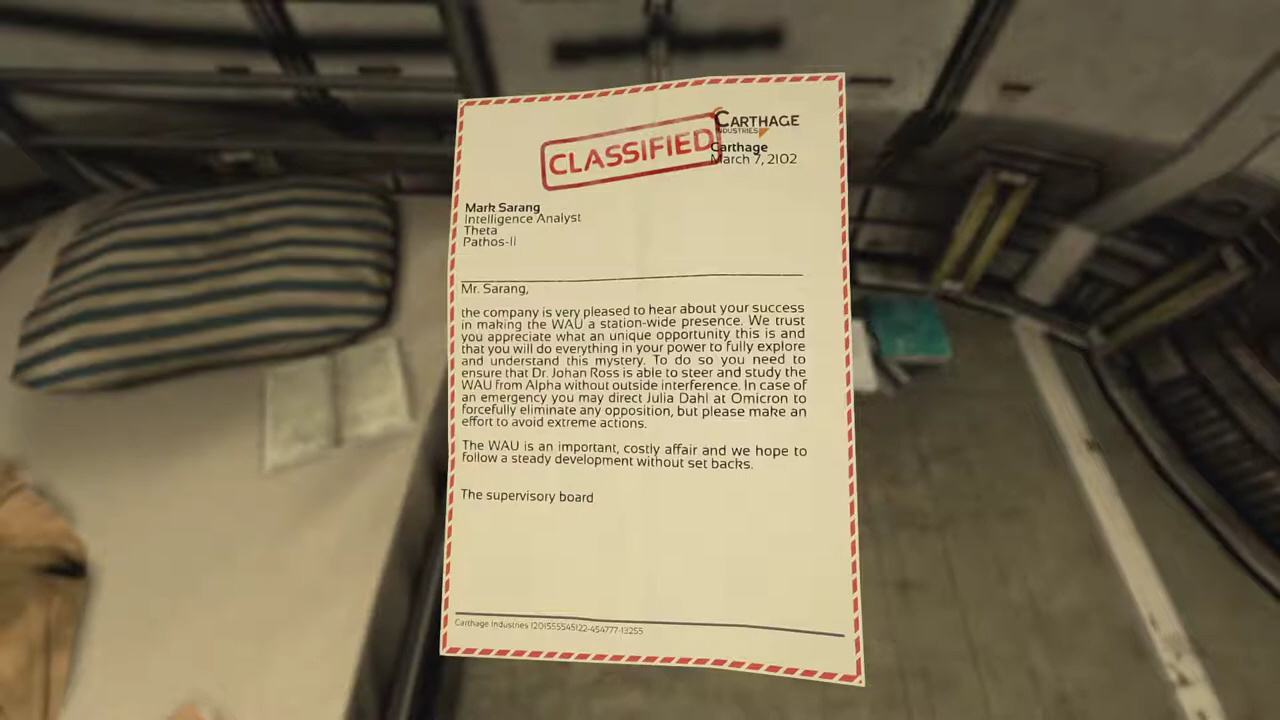 CLASSIFIED
CARTHAGE
INDUSTRIES
Carthage
March 7, 2102
Mark Sarang
Intelligence Analyst
Theta
Pathos-II
Mr. Sarang,
the company is very pleased to hear about your success
in making the WAU a station-wide presence. We trust
you appreciate what an unique opportunity this is and
that you will do everything in your power to fully explore
and understand this mystery. To do so you need to
ensure that Dr. Johan Ross is able to steer and study the
WAU from Alpha without outside interference. In case of
an emergency you may direct Julia Dahl at Omicron to
forcefully eliminate any opposition, but please make an
effort to avoid extreme actions.
The WAU is an important, costly affair and we hope to
follow a steady development without set backs.
The supervisory board
Carthage Industries